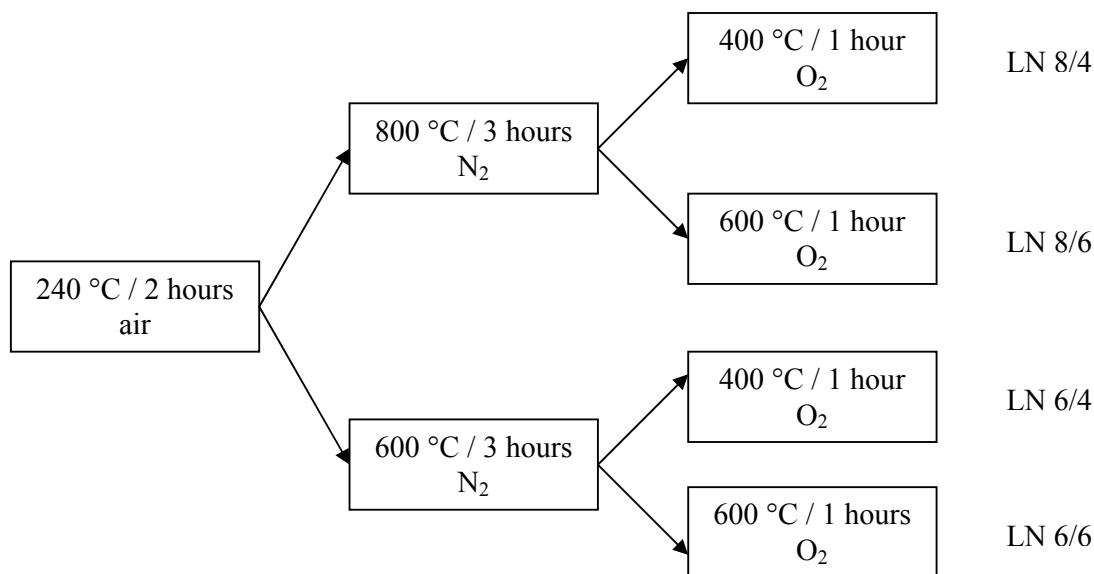 400 °C / 1 hour
O₂
LN 8/4
800 °C / 3 hours
N₂
600 °C / 1 hour
O₂
LN 8/6
240 °C / 2 hours
air
400 °C / 1 hour
O₂
LN 6/4
600 °C / 3 hours
N₂
600 °C / 1 hours
O₂
LN 6/6